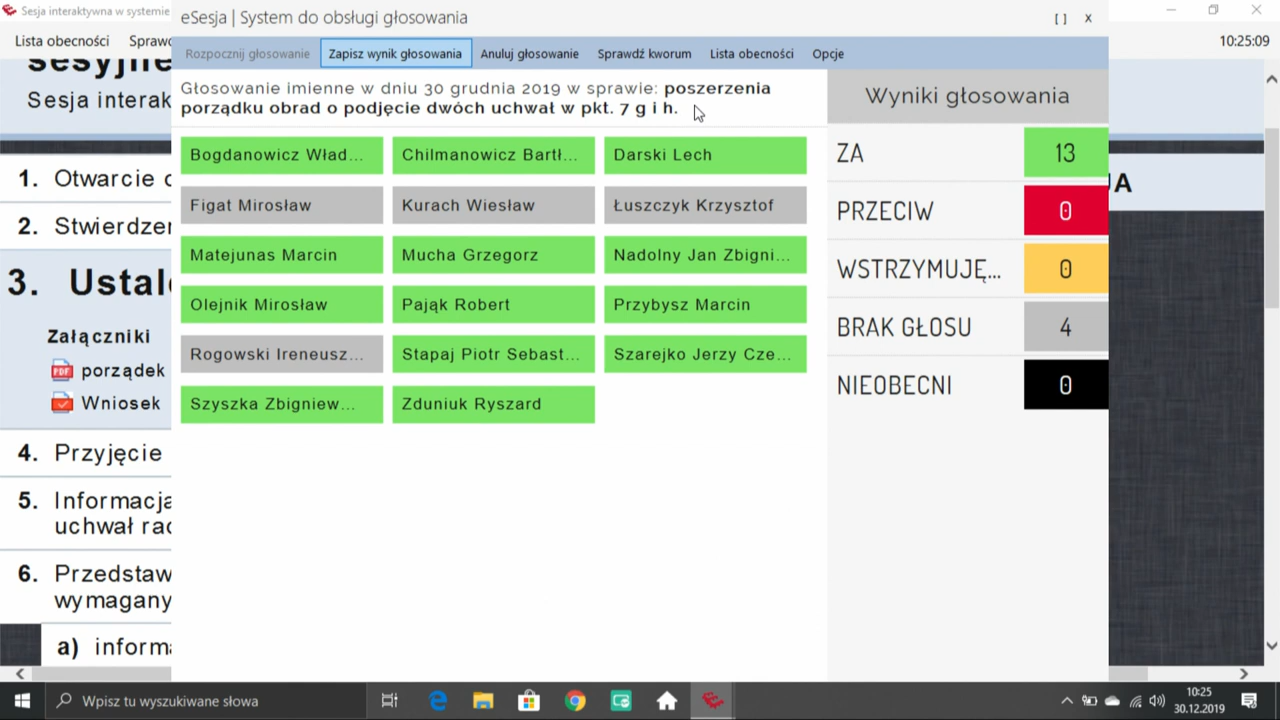 Sesja interaktywna w systemie
eSesja | System do obsługi głosowania
[ ] x
Lista obecności
Rozpocznij głosowanie Zapisz wynik głosowania Anuluj głosowanie Sprawdź kworum Lista obecności Opcje
10:25:09
Głosowanie imienne w dniu 30 grudnia 2019 w sprawie: poszerzenia
porządku obrad o podjęcie dwóch uchwał w pkt. 7 g i h.
Wyniki głosowania
Sesja interak
Bogdanowicz Wład... Chilmanowicz Bartł... Darski Lech
Figat Mirosław Kurach Wiesław Łuszczyk Krzysztof
Matejunas Marcin Mucha Grzegorz Nadolny Jan Zbigni...
Olejnik Mirosław Pająk Robert Przybysz Marcin
Rogowski Ireneusz... Stapaj Piotr Sebast... Szarejko Jerzy Cze...
Szyszka Zbigniew... Zduniuk Ryszard
ZA 13
PRZECIW 0
WSTRZYMUJĘ... 0
BRAK GŁOSU 4
NIEOBECNI 0
1. Otwarcie
2. Stwierdzer
3. Ustal
Załączniki
PDF porządek
Wniosek
4. Przyjęcie
5. Informacja
uchwał rad
6. Przedstaw
wymagany
a) inform
Wpisz tu wyszukiwane słowa
10:25
30.12.2019